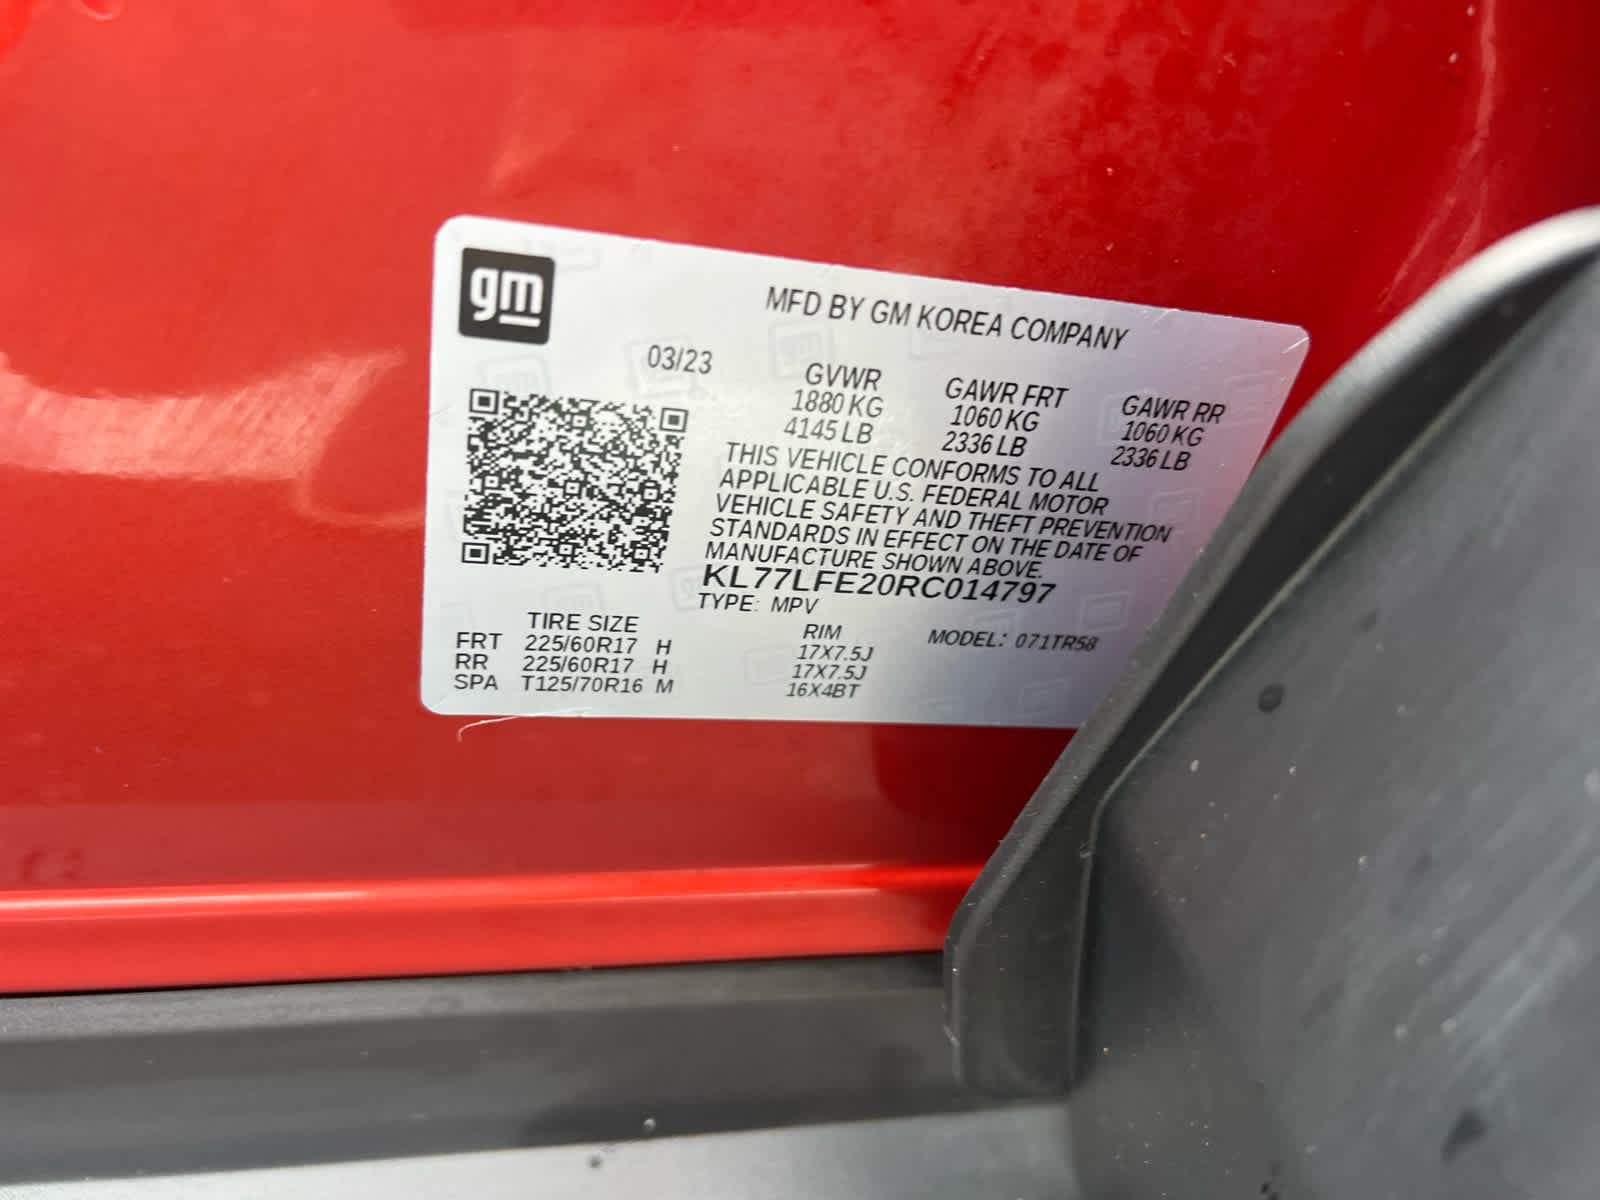 gm
MFD BY GM KOREA COMPANY
03/23
GVWR GAWR FRT GAWR RR
1880 KG 1060 KG 1060 KG
4145 LB 2336 LB 2336 LB
THIS VEHICLE CONFORMS TO ALL
APPLICABLE U.S. FEDERAL MOTOR
VEHICLE SAFETY AND THEFT PREVENTION
STANDARDS IN EFFECT ON THE DATE OF
MANUFACTURE SHOWN ABOVE.
KL77LFE20RC014797
TYPE: MPV
TIRE SIZE RIM MODEL: 071TR58
FRT 225/60R17 H 17X7.5J
RR 225/60R17 H 17X7.5J
SPA T125/70R16 M 16X4BT